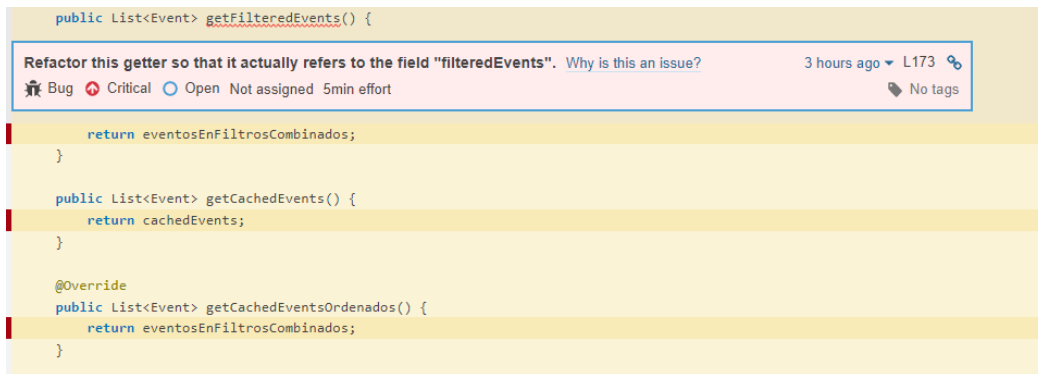 public List<Event> getFilteredEvents() {
Refactor this getter so that it actually refers to the field "filteredEvents". Why is this an issue? 3 hours ago L173
Bug Critical Open Not assigned 5min effort No tags
return eventosEnFiltrosCombinados;
}
public List<Event> getCachedEvents() {
return cachedEvents;
}
@Override
public List<Event> getCachedEventsOrdenados() {
return eventosEnFiltrosCombinados;
}